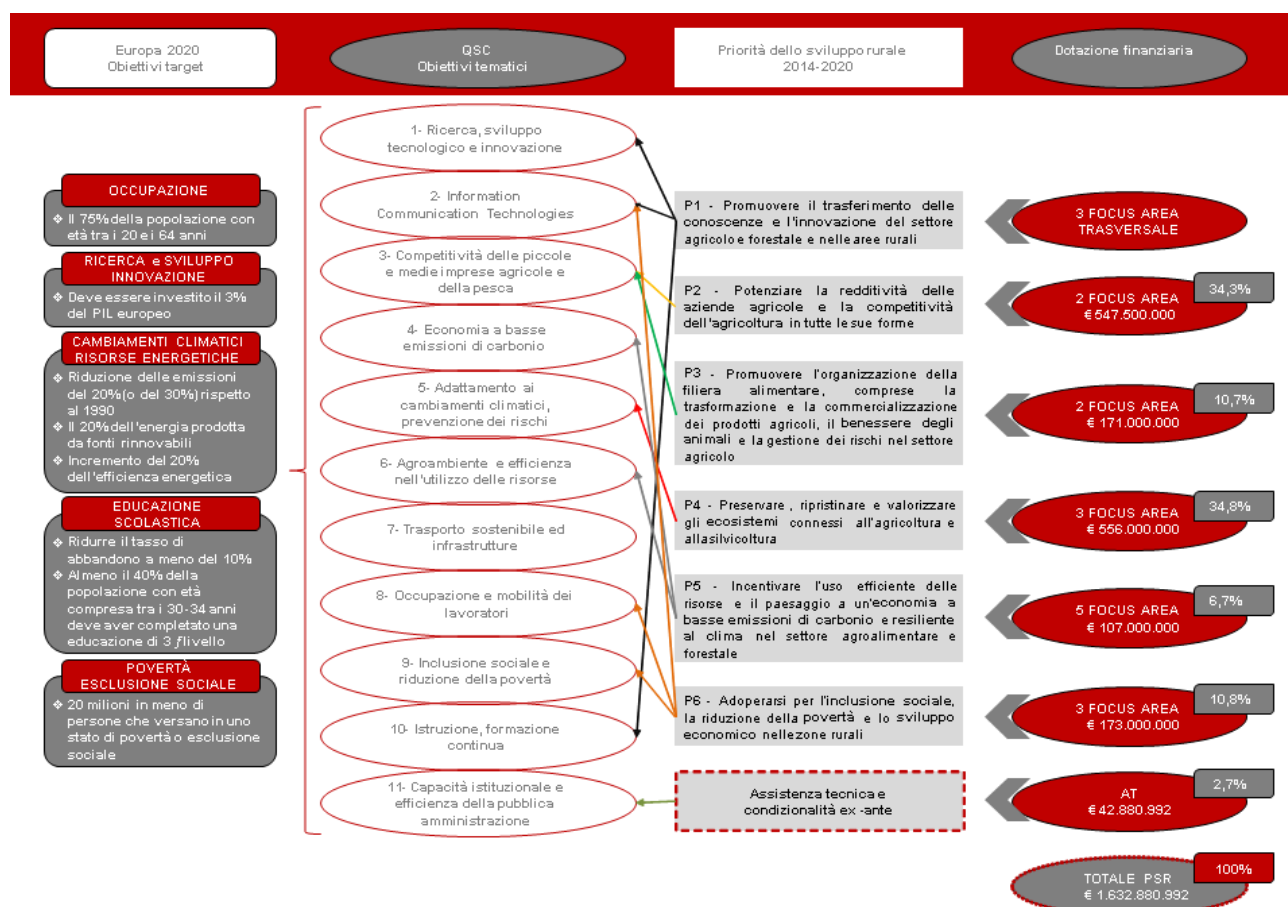 Europa 2020
Obiettivi target
QSC
Obiettivi tematici
Priorità dello sviluppo rurale
2014-2020
Dotazione finanziaria
OCCUPAZIONE
❖ Il 75% della popolazione con
età tra i 20 e i 64 anni
RICERCA e SVILUPPO
INNOVAZIONE
❖ Deve essere investito il 3%
del PIL europeo
CAMBIAMENTI CLIMATICI
RISORSE ENERGETICHE
❖ Riduzione delle emissioni
del 20% (o del 30%) rispetto
al 1990
❖ Il 20% dell'energia prodotta
da fonti rinnovabili
❖ Incremento del 20%
dell'efficienza energetica
EDUCAZIONE
SCOLASTICA
❖ Ridurre il tasso di
abbandono a meno del 10%
❖ Almeno il 40% della
popolazione con età
compresa tra i 30-34 anni
deve aver completato una
educazione di 3 ƒlivello
POVERTÀ
ESCLUSIONE SOCIALE
❖ 20 milioni in meno di
persone che versano in uno
stato di povertà o esclusione
sociale
1- Ricerca, sviluppo
tecnologico e innovazione
2- Information
Communication Technologies
3- Competitività delle piccole
e medie imprese agricole e
della pesca
4- Economia a basse
emissioni di carbonio
5- Adattamento ai
cambiamenti climatici,
prevenzione dei rischi
6- Agroambiente e efficienza
nell'utilizzo delle risorse
7- Trasporto sostenibile ed
infrastrutture
8- Occupazione e mobilità dei
lavoratori
9- Inclusione sociale e
riduzione della povertà
10- Istruzione, formazione
continua
11- Capacità istituzionale e
efficienza della pubblica
amministrazione
P1 - Promuovere il trasferimento delle
conoscenze e l'innovazione del settore
agricolo e forestale e nelle aree rurali
P2 - Potenziare la redditività delle
aziende agricole e la competitività
dell'agricoltura in tutte le sue forme
P3 - Promuovere l'organizzazione della
filiera alimentare, comprese la
trasformazione e la commercializzazione
dei prodotti agricoli, il benessere degli
animali e la gestione dei rischi nel settore
agricolo
P4 - Preservare, ripristinare e valorizzare
gli ecosistemi connessi all'agricoltura e
alla silvicoltura
P5 - Incentivare l'uso efficiente delle
risorse e il paesaggio a un'economia a
basse emissioni di carbonio e resiliente
al clima nel settore agroalimentare e
forestale
P6 - Adoperarsi per l'inclusione sociale,
la riduzione della povertà e lo sviluppo
economico nelle zone rurali
Assistenza tecnica e
condizionalità ex -ante
3 FOCUS AREA
TRASVERSALE
34,3%
2 FOCUS AREA
€ 547.500.000
10,7%
2 FOCUS AREA
€ 171.000.000
34,8%
3 FOCUS AREA
€ 556.000.000
6,7%
5 FOCUS AREA
€ 107.000.000
10,8%
3 FOCUS AREA
€ 173.000.000
2,7%
AT
€ 42.880.992
100%
TOTALE PSR
€ 1.632.880.992